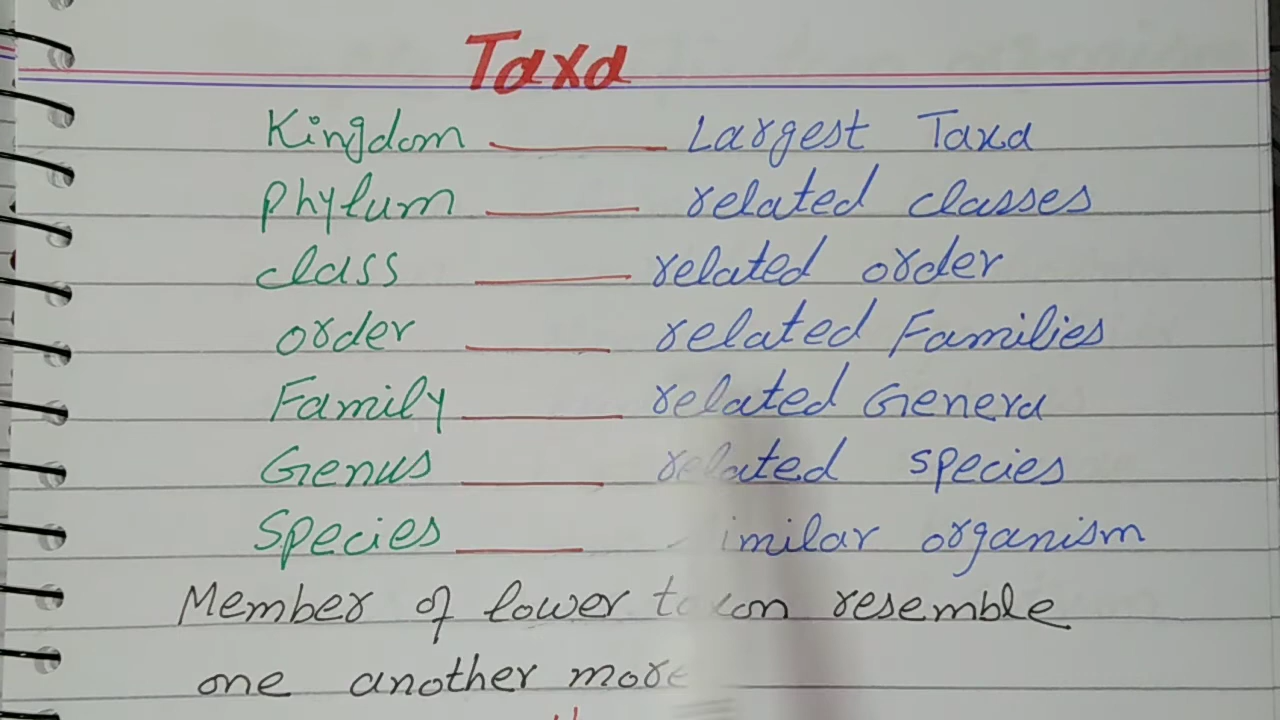 Taxa
Kingdom Largest Taxa
Phylum related classes
class related order
order related Families
Family related Genera
Genus related species
Species imilar organism
Member of lower taxon resemble
one another more